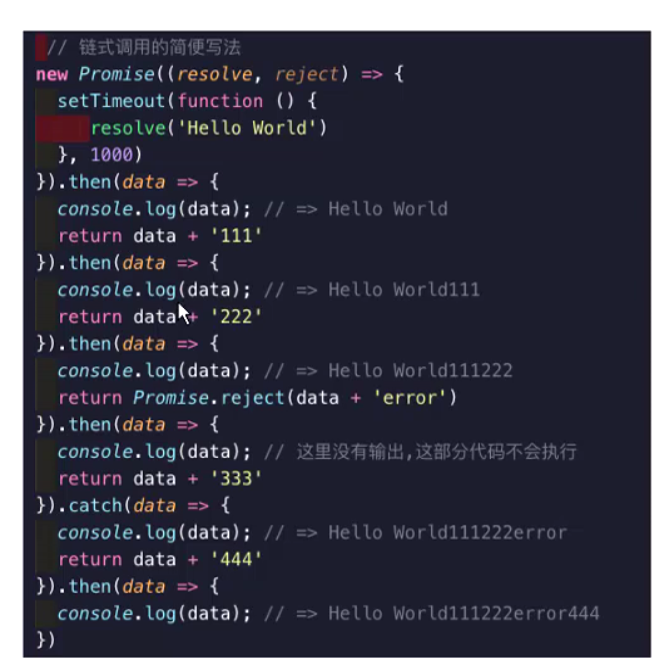 // 链式调用的简便写法
new Promise((resolve, reject) => {
  setTimeout(function () {
    resolve('Hello World')
  }, 1000)
}).then(data => {
  console.log(data); // => Hello World
  return data + '111'
}).then(data => {
  console.log(data); // => Hello World111
  return data + '222'
}).then(data => {
  console.log(data); // => Hello World111222
  return Promise.reject(data + 'error')
}).then(data => {
  console.log(data); // 这里没有输出,这部分代码不会执行
  return data + '333'
}).catch(data => {
  console.log(data); // => Hello World111222error
  return data + '444'
}).then(data => {
  console.log(data); // => Hello World111222error444
})